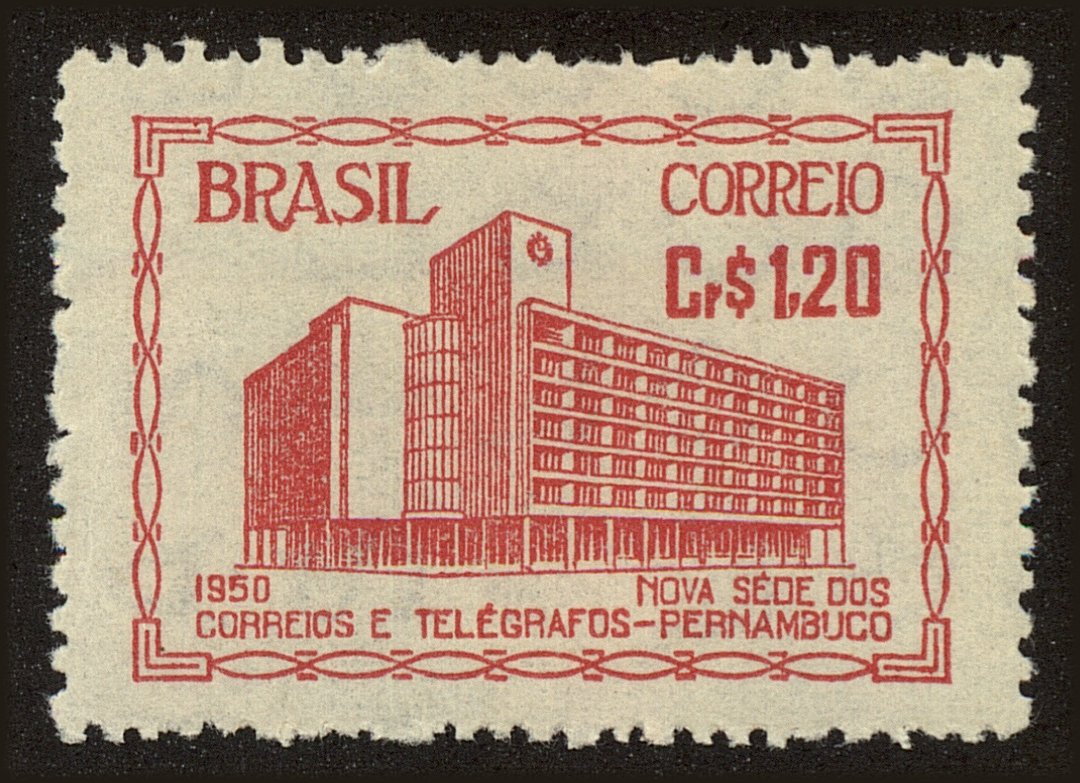 BRASIL CORREIO
Cr$ 1,20
1950 NOVA SÉDE DOS
CORREIOS E TELÉGRAFOS-PERNAMBUCO